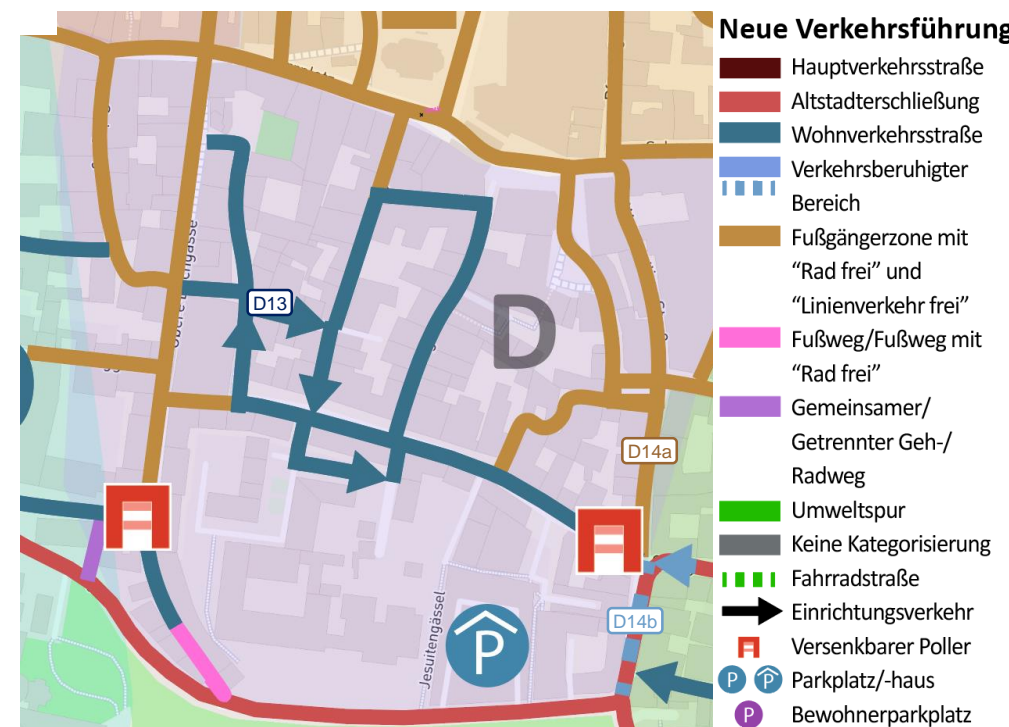 Neue Verkehrsführung
Hauptverkehrsstraße
Altstadterschließung
Wohnverkehrsstraße
Verkehrsberuhigter
Bereich
Fußgängerzone mit
“Rad frei” und
“Linienverkehr frei”
Fußweg/Fußweg mit
“Rad frei”
Gemeinsamer/
Getrennter Geh-/
Radweg
Umweltspur
Keine Kategorisierung
Fahrradstraße
Einrichtungsverkehr
Versenkbarer Poller
P P Parkplatz/-haus
P Bewohnerparkplatz
D13
D
D14a
D14b
P
Jesuitengässel